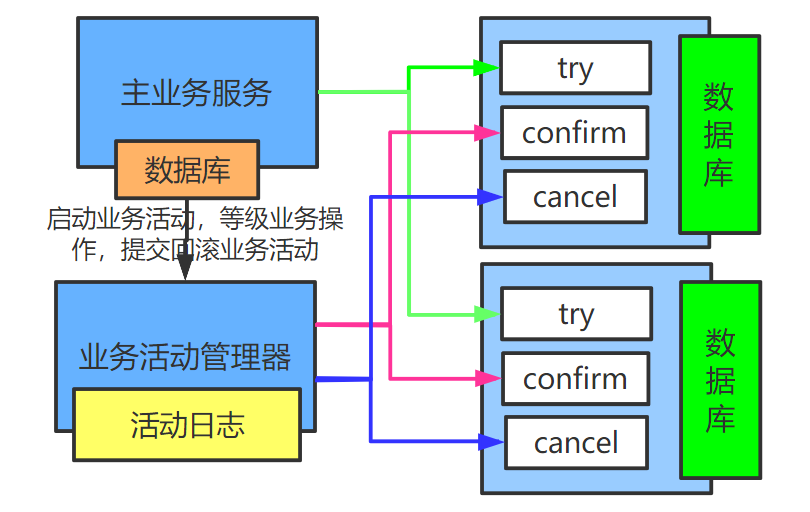 主业务服务
数据库
启动业务活动，等级业务操
作，提交回滚业务活动
业务活动管理器
活动日志
try
confirm
cancel
数
据
库
try
confirm
cancel
数
据
库